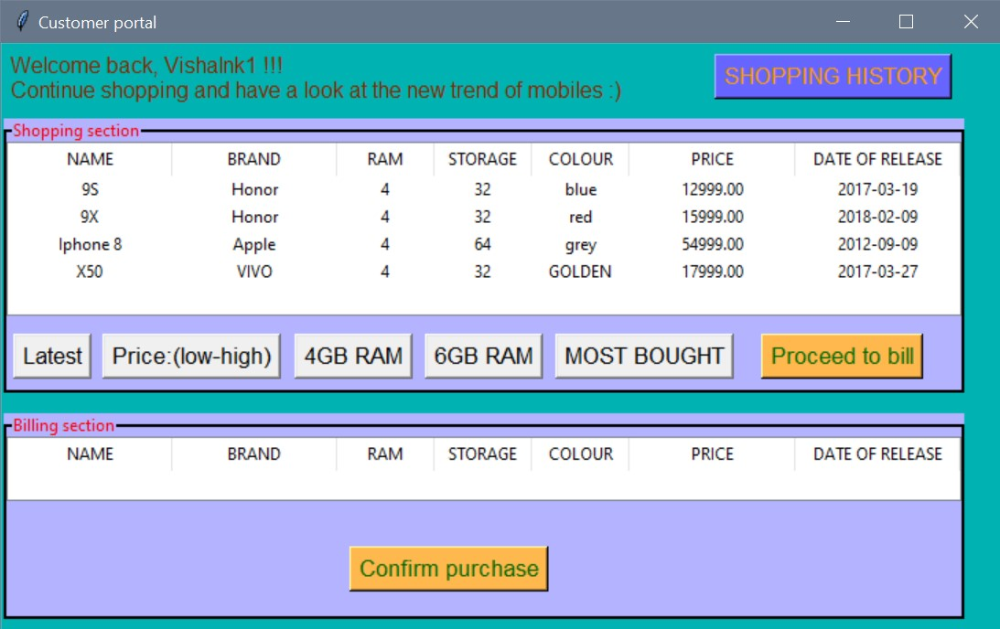 Customer portal
Welcome back, Vishalnk1 !!!
Continue shopping and have a look at the new trend of mobiles :)
SHOPPING HISTORY
Shopping section
NAME BRAND RAM STORAGE COLOUR PRICE DATE OF RELEASE
9S Honor 4 32 blue 12999.00 2017-03-19
9X Honor 4 32 red 15999.00 2018-02-09
Iphone 8 Apple 4 64 grey 54999.00 2012-09-09
X50 VIVO 4 32 GOLDEN 17999.00 2017-03-27
Latest Price:(low-high) 4GB RAM 6GB RAM MOST BOUGHT Proceed to bill
Billing section
NAME BRAND RAM STORAGE COLOUR PRICE DATE OF RELEASE
Confirm purchase